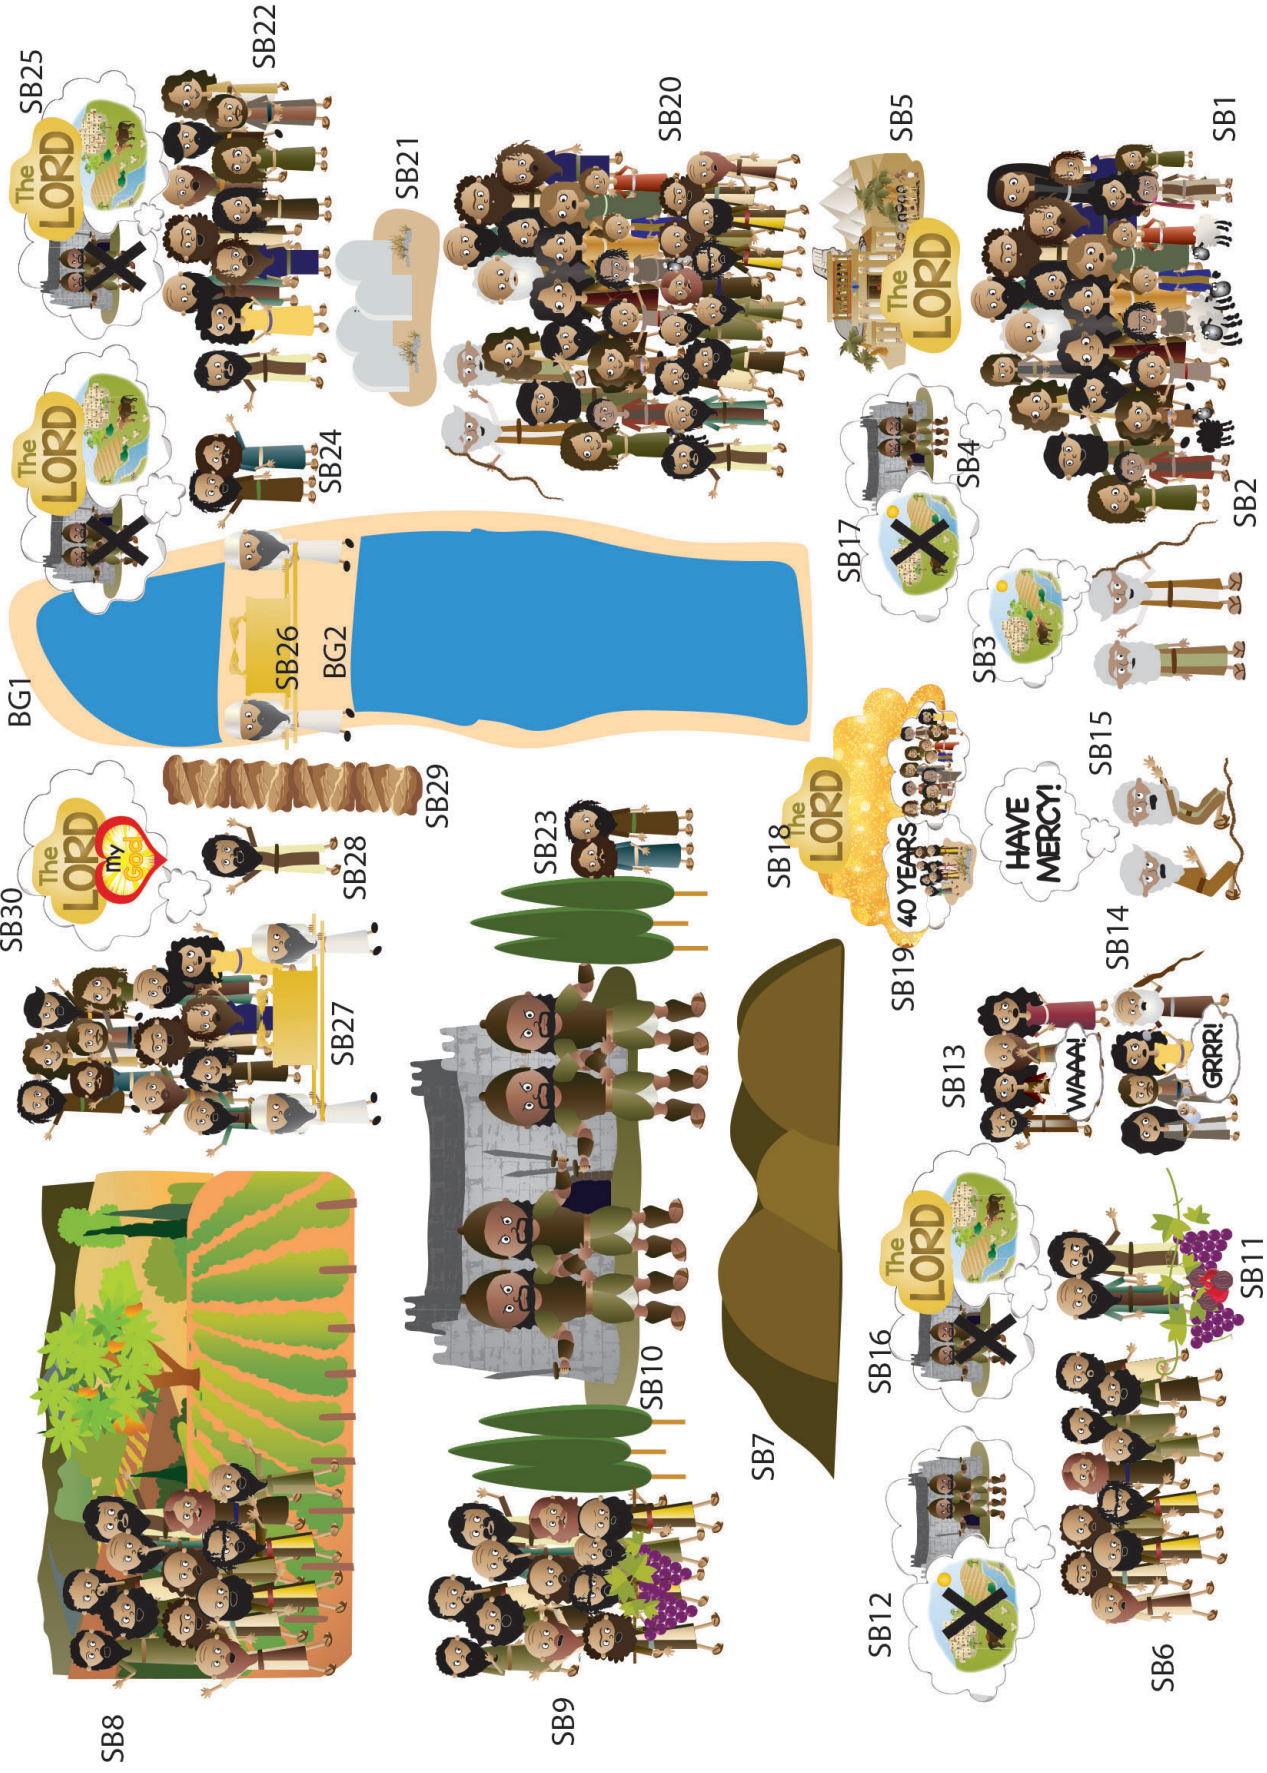 SB8
SB30
The
LORD
my
God
BG1
The
LORD
SB25
The
LORD
SB22
SB27
SB28
SB29
SB26
BG2
SB24
SB21
SB9
SB10
SB23
SB20
SB7
SB18
The
LORD
SB19
40 YEARS
SB17
SB4
SB5
The
LORD
SB12
SB16
The
LORD
SB13
WAAA!
HAVE
MERCY!
SB3
SB6
SB11
GRRR!
SB14
SB15
SB2
SB1